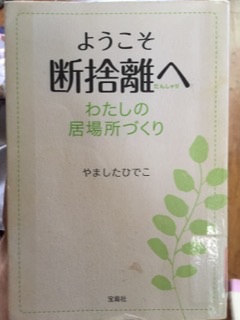 ようこそ
断捨離へ
だんしゃり
わたしの
居場所づくり
やましたひでこ
宝島社